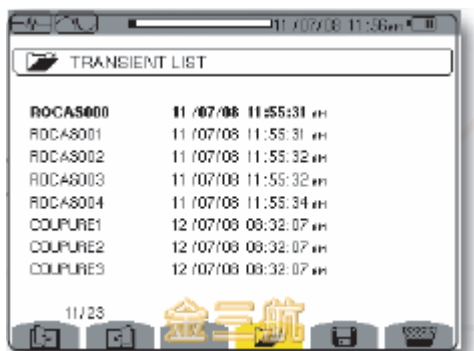 11 /07/08 11:56am
TRANSIENT LIST
ROCAS000 11 /07/08 11:55:31 am
ROCAS001 11 /07/08 11:55:31 am
ROCAS002 11 /07/08 11:55:32 am
ROCAS003 11 /07/08 11:55:32 am
ROCAS004 11 /07/08 11:55:34 am
COUPURE1 12 /07/08 08:32:07 am
COUPURE2 12 /07/08 08:32:07 am
COUPURE3 12 /07/08 08:32:07 am
11/23
金三航